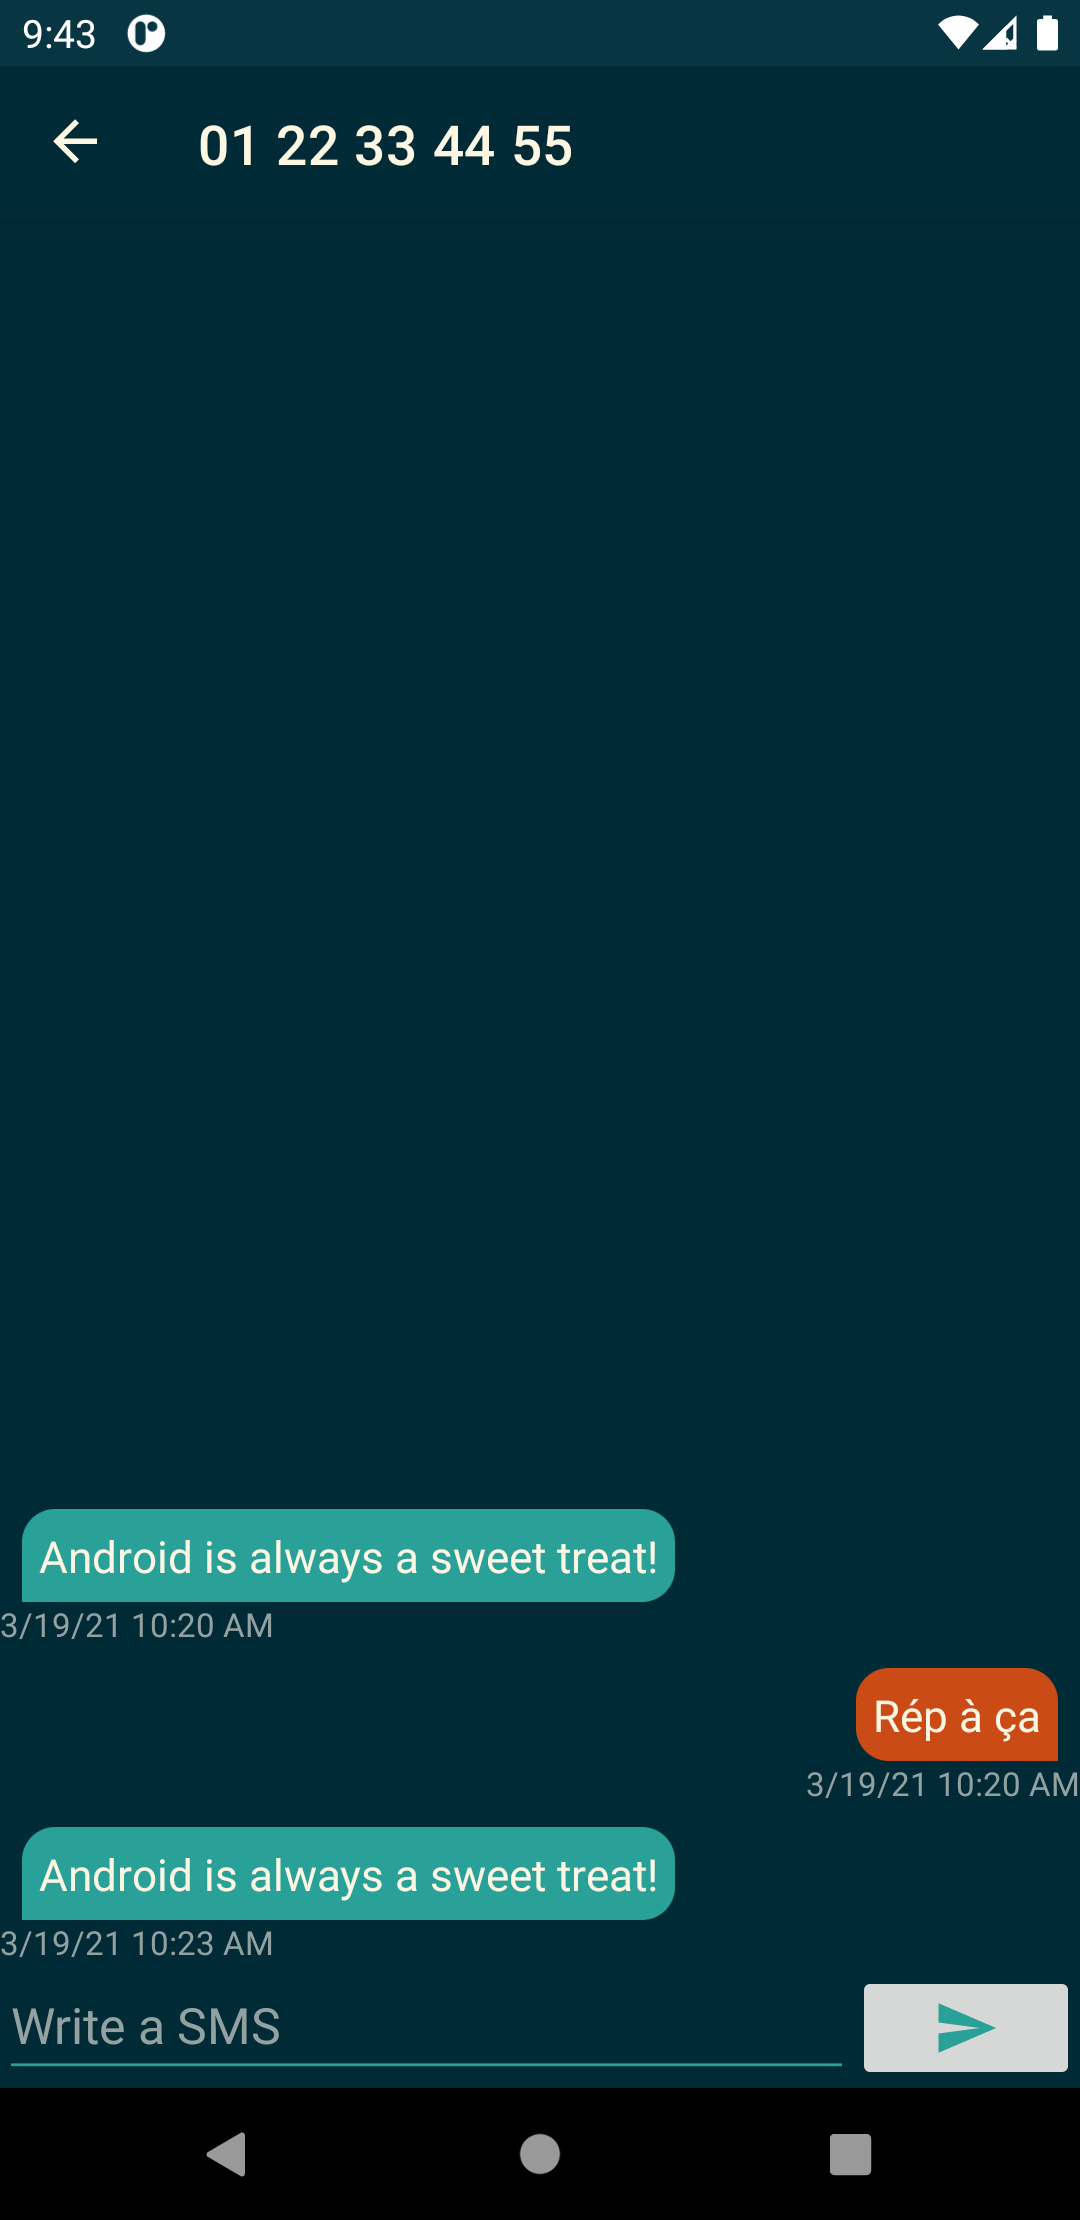 9:43
01 22 33 44 55
Android is always a sweet treat!
3/19/21 10:20 AM
Rép à ça
3/19/21 10:20 AM
Android is always a sweet treat!
3/19/21 10:23 AM
Write a SMS